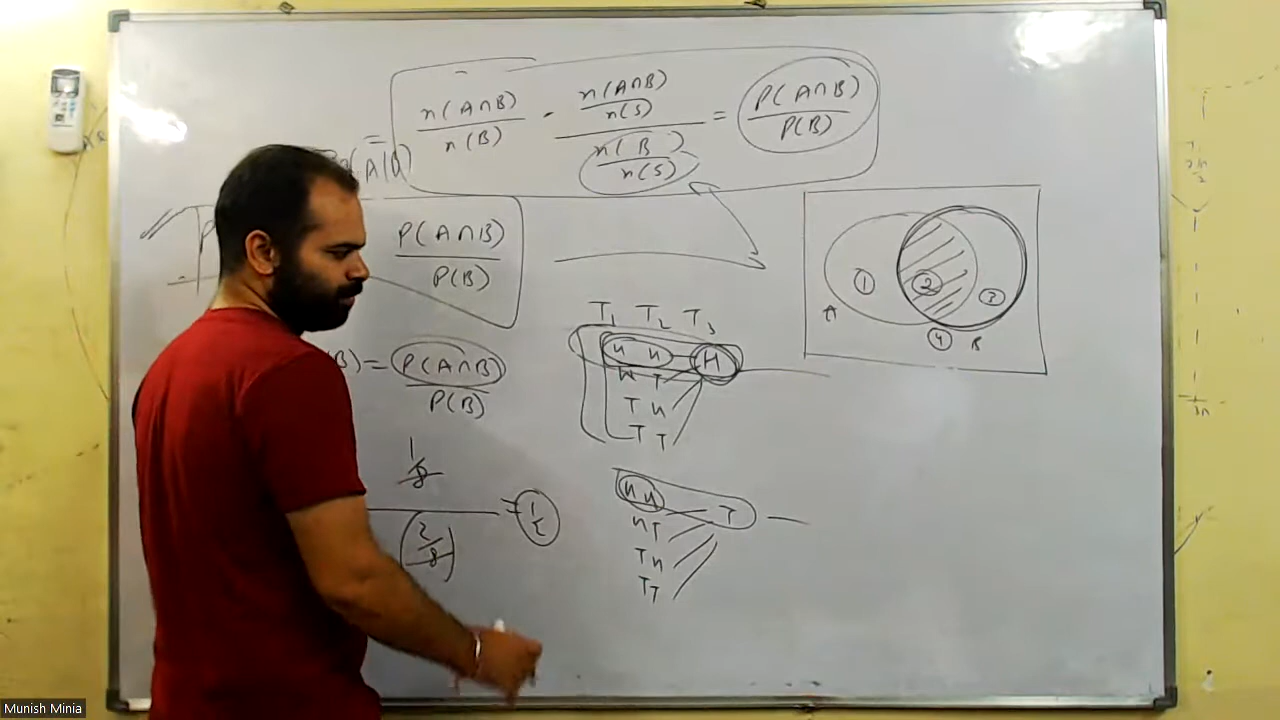 n(A∩B) / n(B) = n(A∩B)/n(S) / n(B)/n(S) = P(A∩B) / P(B)
(A|B) =
P
P(A∩B) / P(B)
B) = P(A∩B) / P(B)
1/8 / (2/8) = 1/2
T1 T2 T3
H H H
H T
T H
T T
H H T
H T
T H
T T
1 2 3
A
4 B
Munish Minia